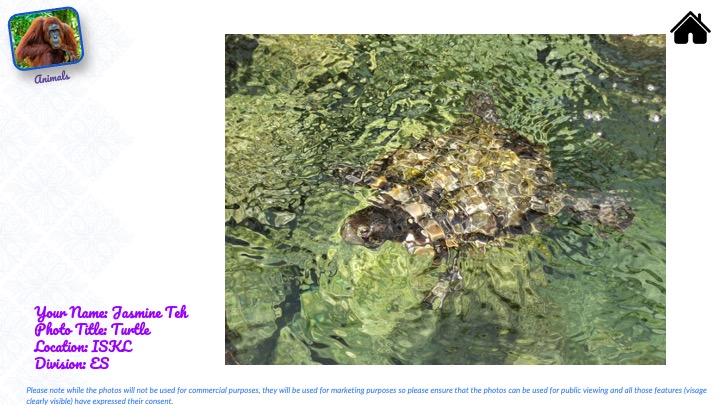 Animals
Your Name: Jasmine Teh
Photo Title: Turtle
Location: ISKL
Division: ES
Please note while the photos will not be used for commercial purposes, they will be used for marketing purposes so please ensure that the photos can be used for public viewing and all those features (visage
clearly visible) have expressed their consent.